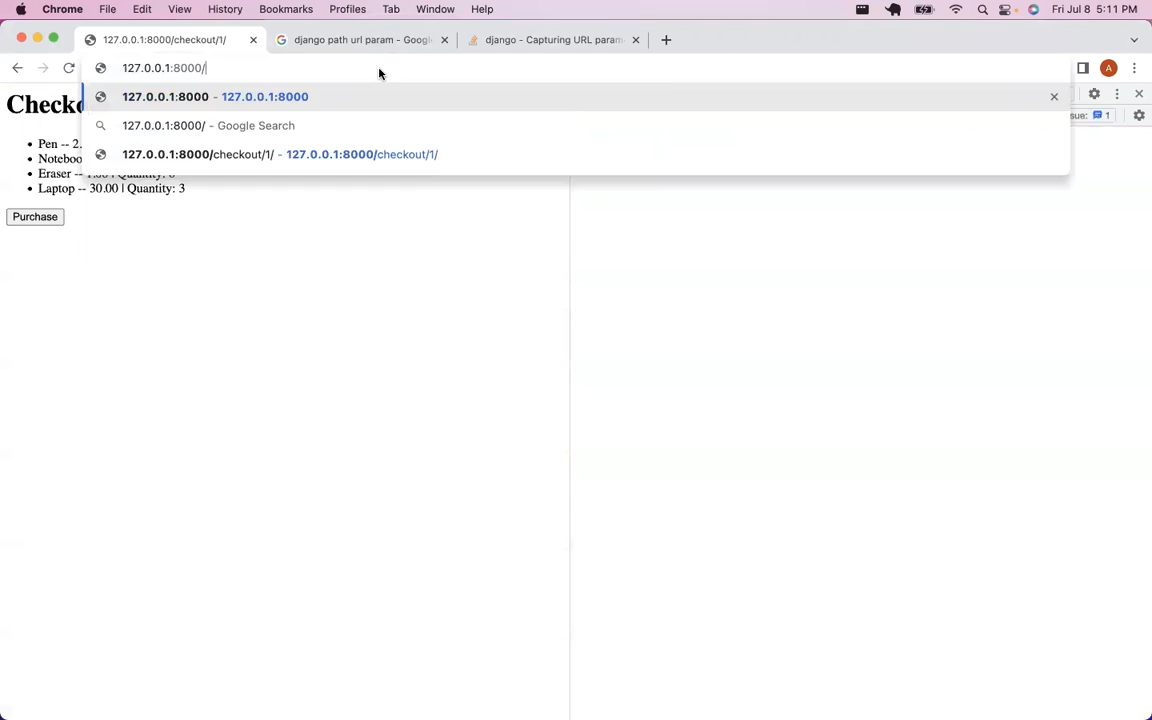 Chrome File Edit View History Bookmarks Profiles Tab Window Help Fri Jul 8 5:11 PM
127.0.0.1:8000/checkout/1/ django path url param - Googl django - Capturing URL param
127.0.0.1:8000/ A
127.0.0.1:8000 - 127.0.0.1:8000
127.0.0.1:8000/ - Google Search
127.0.0.1:8000/checkout/1/ - 127.0.0.1:8000/checkout/1/
sue: 1
Checko
Pen -- 2.
Noteboo
Eraser --
Laptop -- 30.00 | Quantity: 3
Purchase